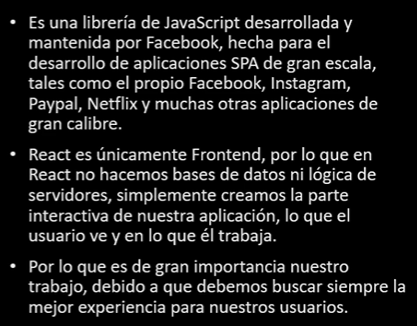 • Es una librería de JavaScript desarrollada y
mantenida por Facebook, hecha para el
desarrollo de aplicaciones SPA de gran escala,
tales como el propio Facebook, Instagram,
Paypal, Netflix y muchas otras aplicaciones de
gran calibre.
• React es únicamente Frontend, por lo que en
React no hacemos bases de datos ni lógica de
servidores, simplemente creamos la parte
interactiva de nuestra aplicación, lo que el
usuario ve y en lo que él trabaja.
• Por lo que es de gran importancia nuestro
trabajo, debido a que debemos buscar siempre la
mejor experiencia para nuestros usuarios.